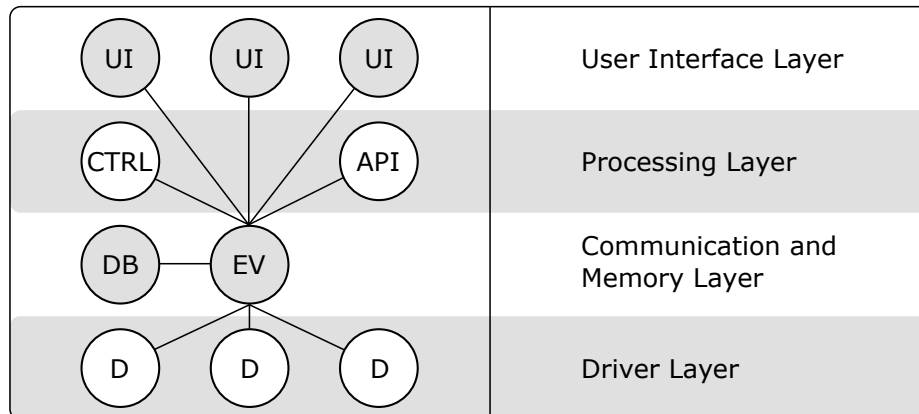 UI UI UI User Interface Layer
CTRL API Processing Layer
DB EV Communication and
Memory Layer
D D D Driver Layer